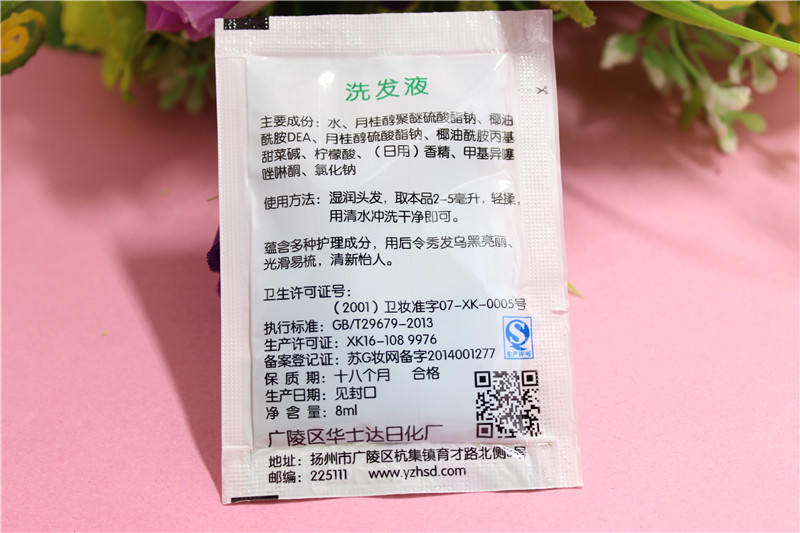 洗发液
主要成份：水、月桂醇聚醚硫酸酯钠、椰油
酰胺DEA、月桂醇硫酸酯钠、椰油酰胺丙基
甜菜碱、柠檬酸、（日用）香精、甲基异噻
唑啉酮、氯化钠
使用方法：湿润头发，取本品2-5毫升，轻揉，
用清水冲洗干净即可。
蕴含多种护理成分，用后令秀发乌黑亮丽、
光滑易梳，清新怡人。
卫生许可证号：
（2001）卫妆准字07-XK-0005号
执行标准：GB/T29679-2013
生产许可证：XK16-108 9976
备案登记证：苏G妆网备字2014001277
保 质 期：十八个月 合格
生产日期：见封口
净 含 量：8ml
生产许可
广陵区华士达日化厂
地址：扬州市广陵区杭集镇育才路北侧
邮编：225111 www.yzhsd.com